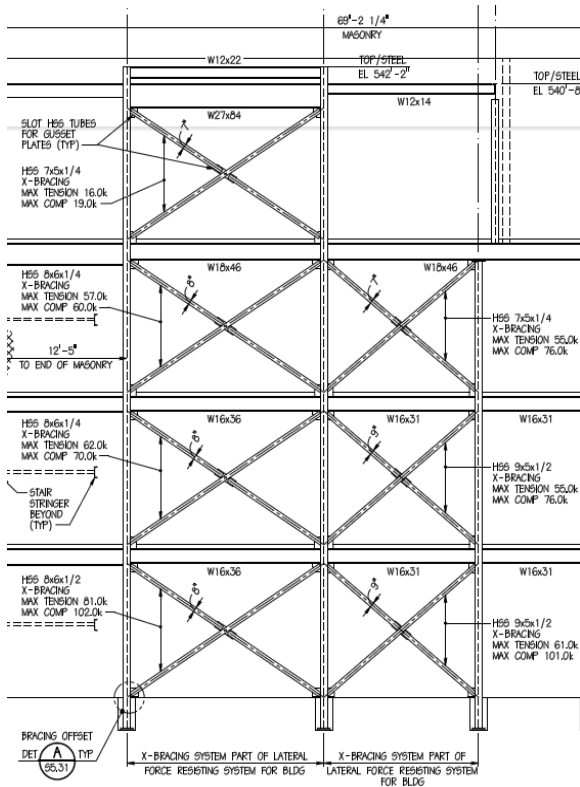 69'-2 1/4"
MASONRY
W12x22
TOP/STEEL
EL 542'-2"
TOP/STEEL
EL 540'-8
W12x14
W27x84
SLOT HSS TUBES
FOR GUSSET
PLATES (TYP)
7"
HSS 7x5x1/4
X-BRACING
MAX TENSION 16.0k
MAX COMP 19.0k
W18x46
W18x46
HSS 8x6x1/4
X-BRACING
MAX TENSION 57.0k
MAX COMP 60.0k
8"
7"
HSS 7x5x1/4
X-BRACING
MAX TENSION 55.0k
MAX COMP 76.0k
12'-5"
TO END OF MASONRY
W16x36
W16x31
W16x31
HSS 8x6x1/4
X-BRACING
MAX TENSION 62.0k
MAX COMP 70.0k
8"
9"
HSS 9x5x1/2
X-BRACING
MAX TENSION 55.0k
MAX COMP 76.0k
STAIR
STRINGER
BEYOND
(TYP)
W16x36
W16x31
W16x31
HSS 8x6x1/2
X-BRACING
MAX TENSION 81.0k
MAX COMP 102.0k
8"
9"
HSS 9x5x1/2
X-BRACING
MAX TENSION 61.0k
MAX COMP 101.0k
BRACING OFFSET
DET A TYP
S5.31
X-BRACING SYSTEM PART OF LATERAL
FORCE RESISTING SYSTEM FOR BLDG
X-BRACING SYSTEM PART OF
LATERAL FORCE RESISTING SYSTEM
FOR BLDG